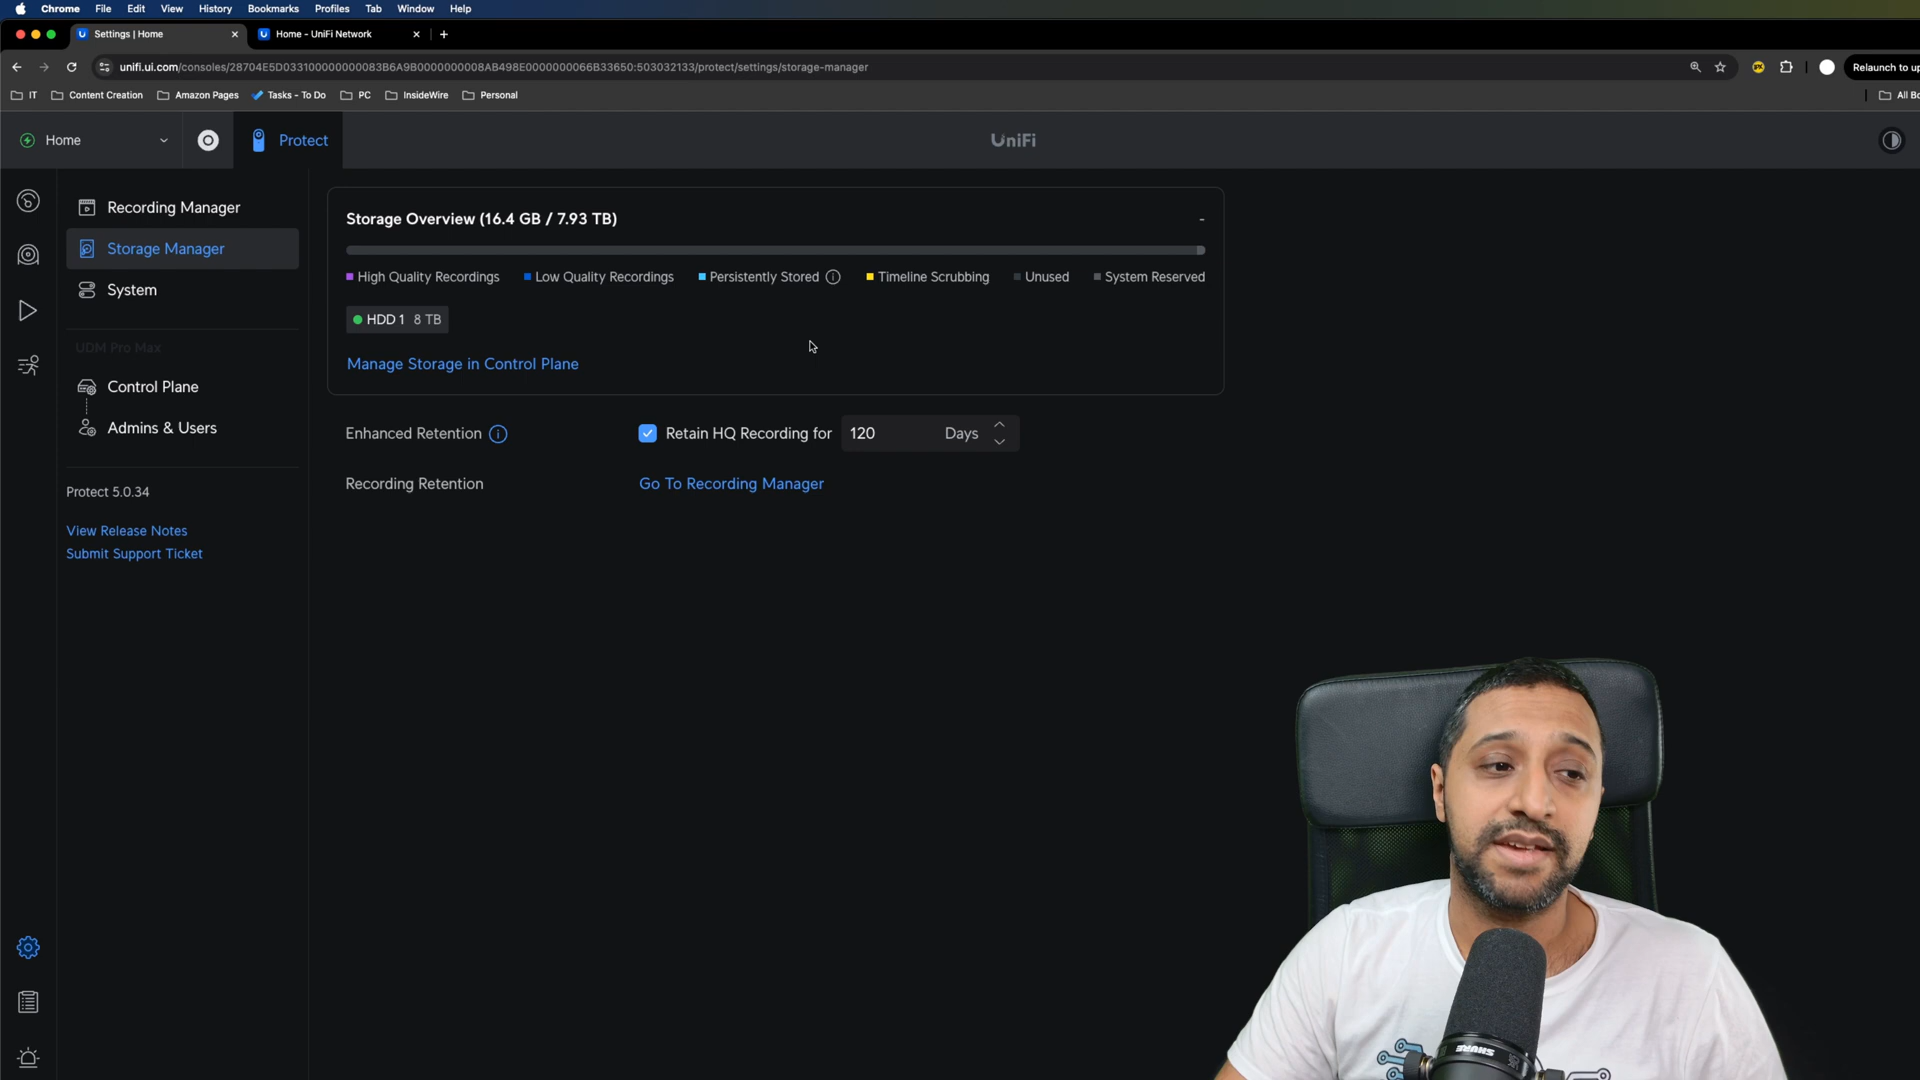 Chrome File Edit View History Bookmarks Profiles Tab Window Help
Settings | Home
Home - UniFi Network
unifi.ui.com/consoles/28704E5D033100000000083B6A9B0000000008AB498E0000000066B33650:503032133/protect/settings/storage-manager
Relaunch to up
IT Content Creation Amazon Pages Tasks - To Do PC InsideWire Personal
All Bo
Home
Protect
UniFi
Recording Manager
Storage Manager
System
UDM Pro Max
Control Plane
Admins & Users
Protect 5.0.34
View Release Notes
Submit Support Ticket
Storage Overview (16.4 GB / 7.93 TB)
-
High Quality Recordings Low Quality Recordings Persistently Stored Timeline Scrubbing Unused System Reserved
HDD 1 8 TB
Manage Storage in Control Plane
Enhanced Retention Retain HQ Recording for 120 Days
Recording Retention Go To Recording Manager
SHURE